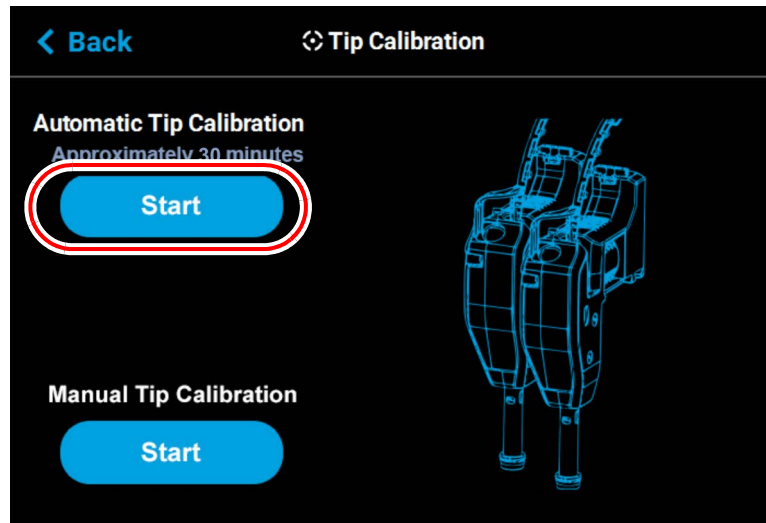 Back
Tip Calibration
Automatic Tip Calibration
Approximately 30 minutes
Start
Manual Tip Calibration
Start